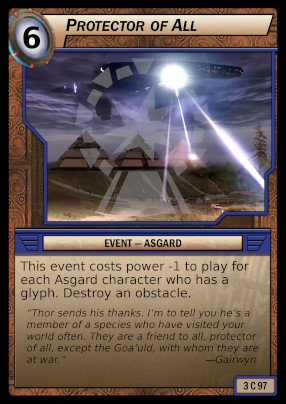 6
PROTECTOR OF ALL
EVENT – ASGARD
This event costs power -1 to play for
each Asgard character who has a
glyph. Destroy an obstacle.
"Thor sends his thanks. I'm to tell you he's a
member of a species who have visited your
world often. They are a friend to all, protector
of all, except the Goa'uld, with whom they are
at war." —Gairwyn
3 C 97